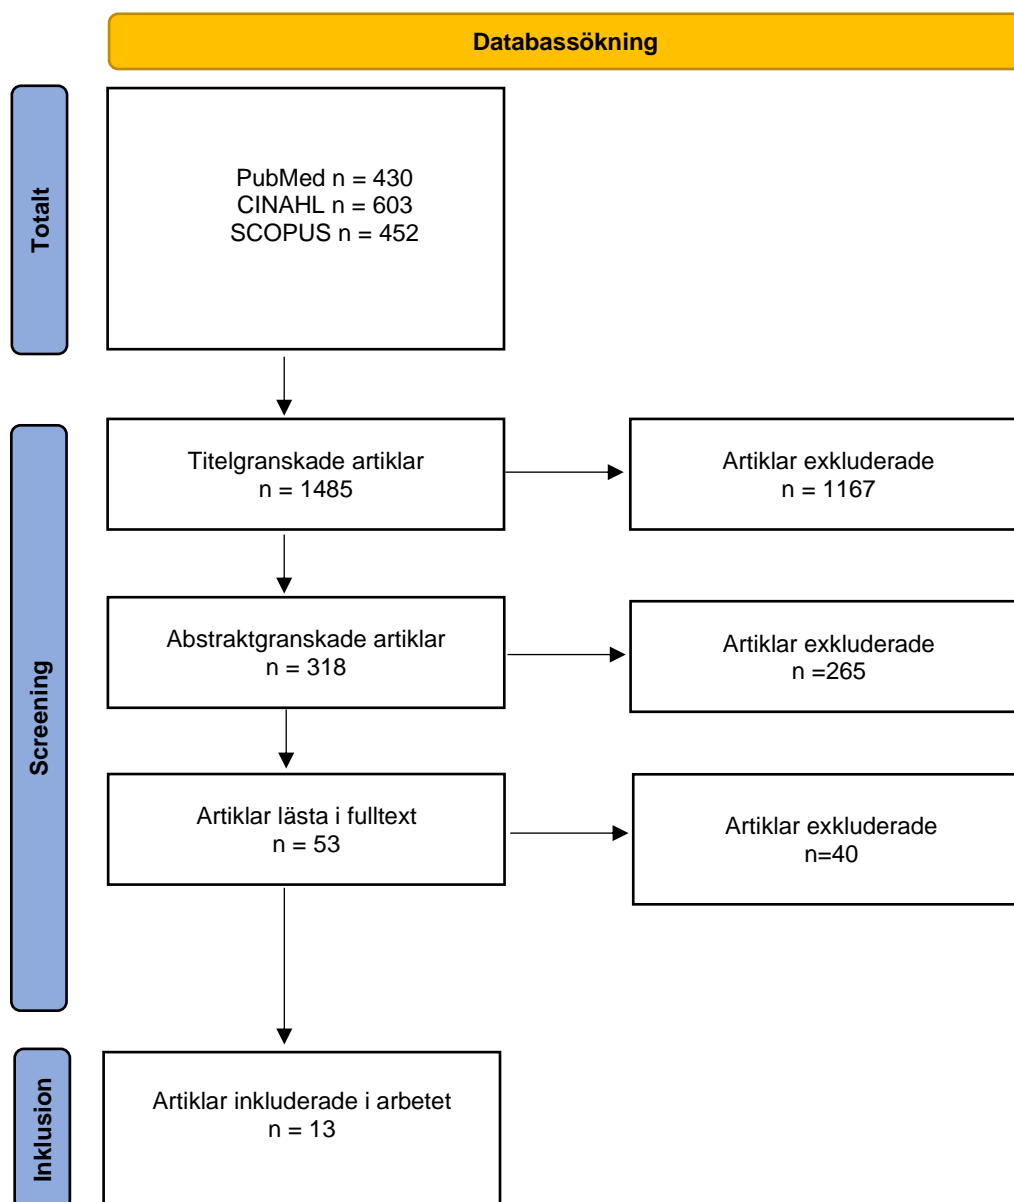 Databassökning
Totalt
PubMed n = 430
CINAHL n = 603
SCOPUS n = 452
Screening
Titelgranskade artiklar
n = 1485
Artiklar exkluderade
n = 1167
Abstraktgranskade artiklar
n = 318
Artiklar exkluderade
n =265
Artiklar lästa i fulltext
n = 53
Artiklar exkluderade
n=40
Inklusion
Artiklar inkluderade i arbetet
n = 13